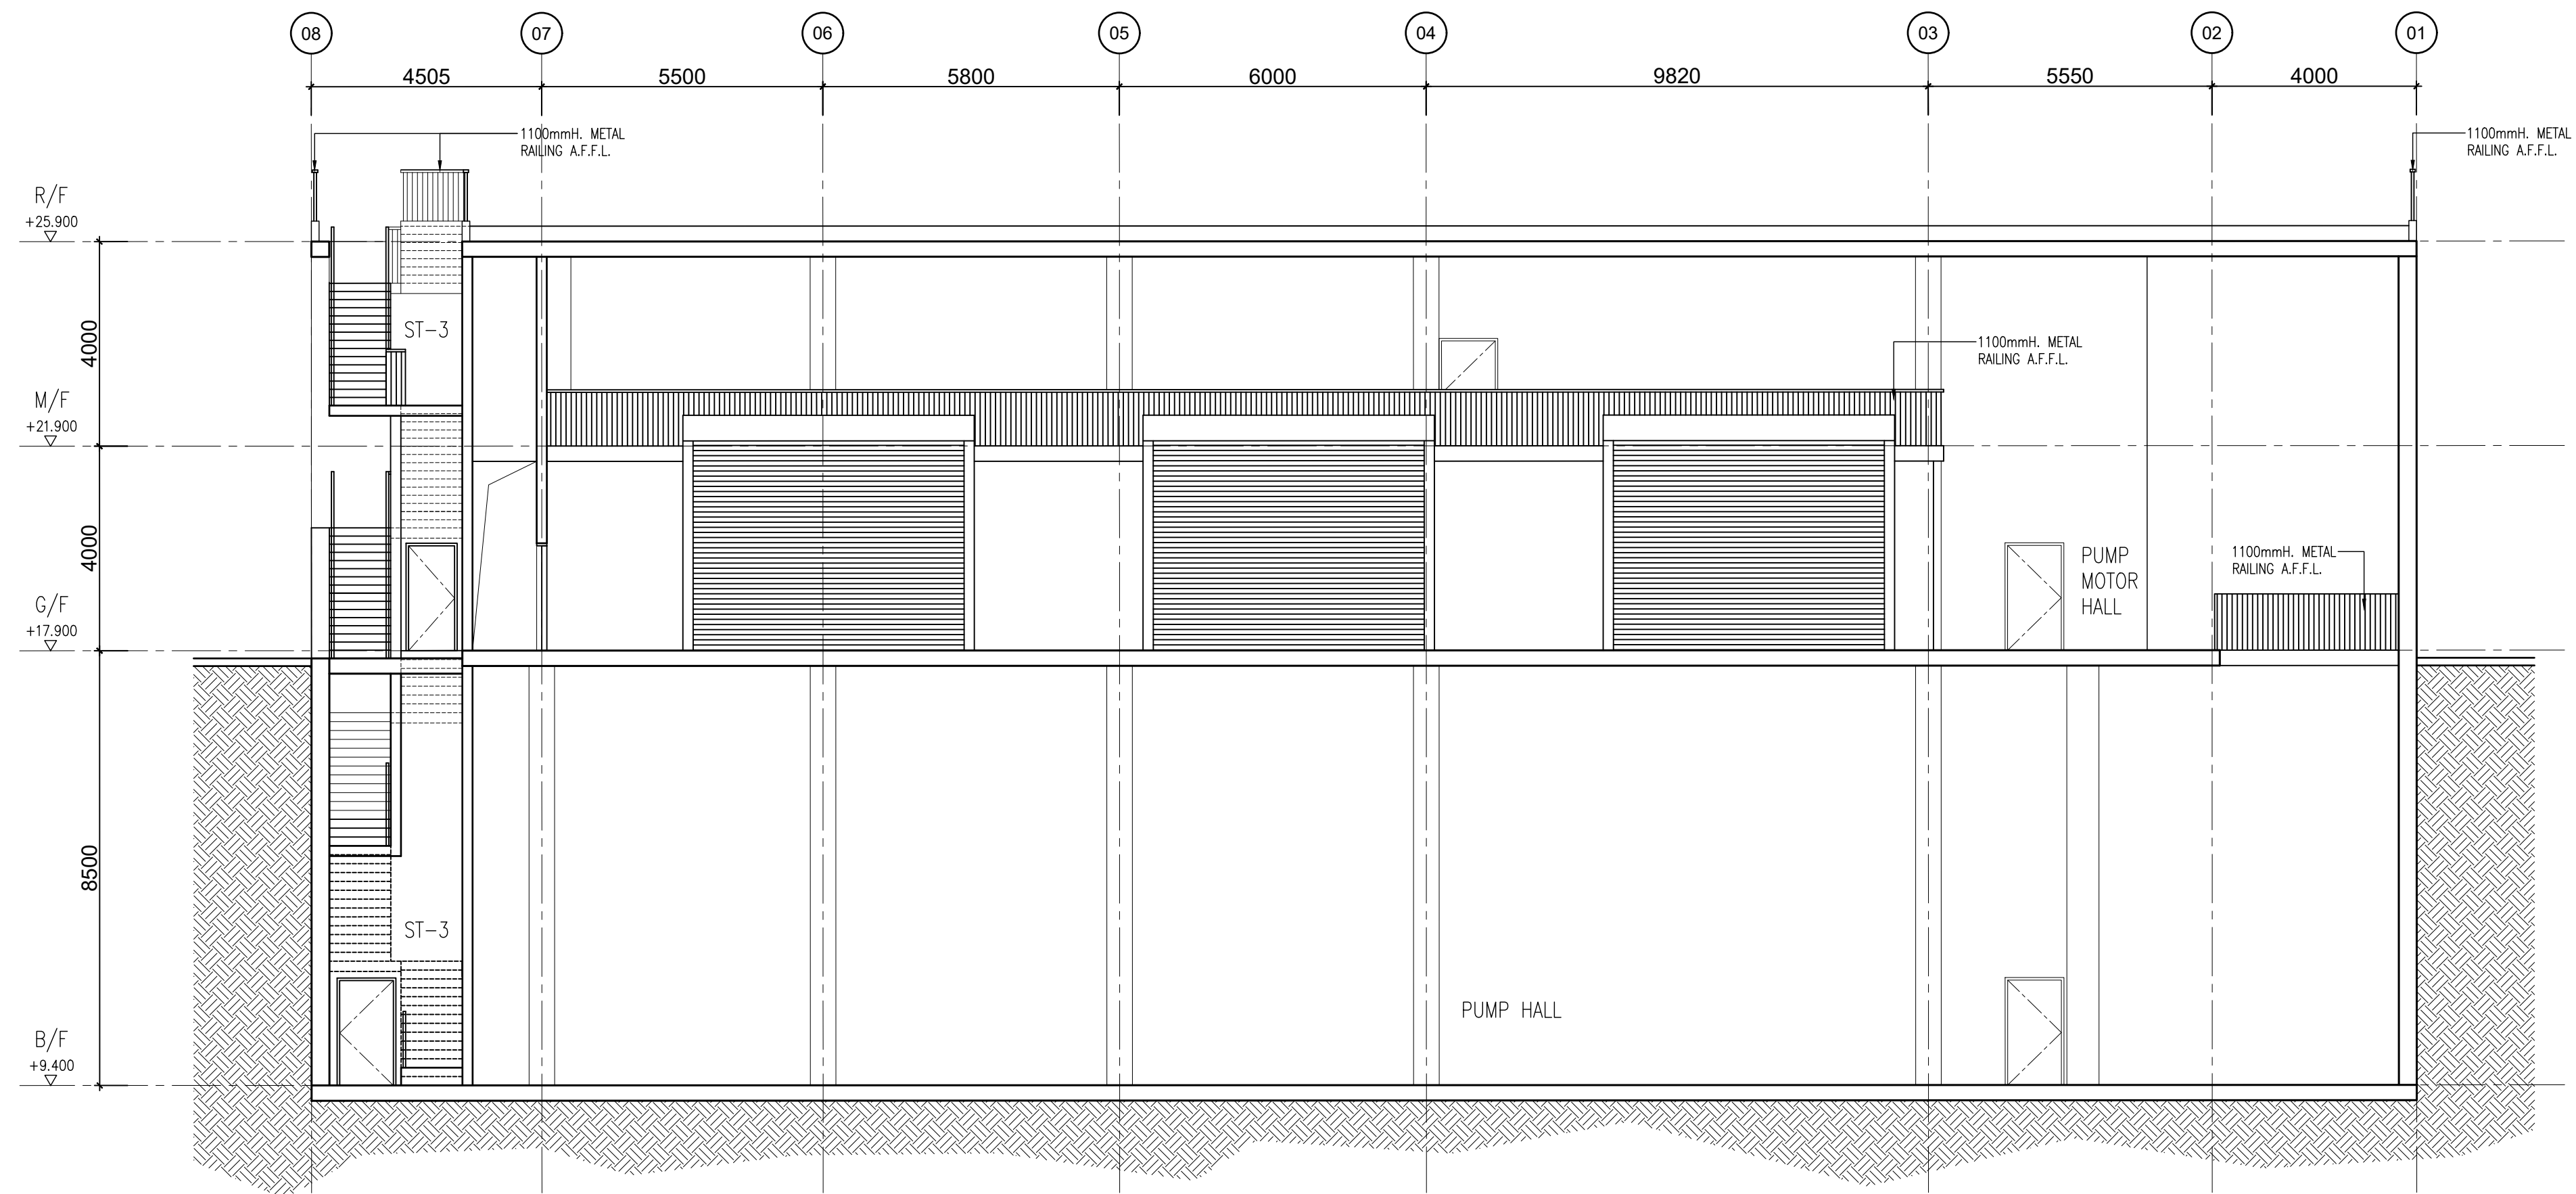 08
07
06
05
04
03
02
01
4505
5500
5800
6000
9820
5550
4000
1100mmH. METAL
RAILING A.F.F.L.
1100mmH. METAL
RAILING A.F.F.L.
R/F
+25.900
4000
ST-3
1100mmH. METAL
RAILING A.F.F.L.
M/F
+21.900
4000
1100mmH. METAL
RAILING A.F.F.L.
PUMP
MOTOR
HALL
G/F
+17.900
8500
ST-3
PUMP HALL
B/F
+9.400